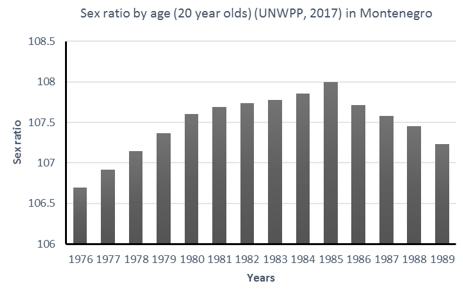 Sex ratio by age (20 year olds) (UNWPP, 2017) in Montenegro
108.5
108
107.5
107
106.5
106
Sex ratio
1976 1977 1978 1979 1980 1981 1982 1983 1984 1985 1986 1987 1988 1989
Years